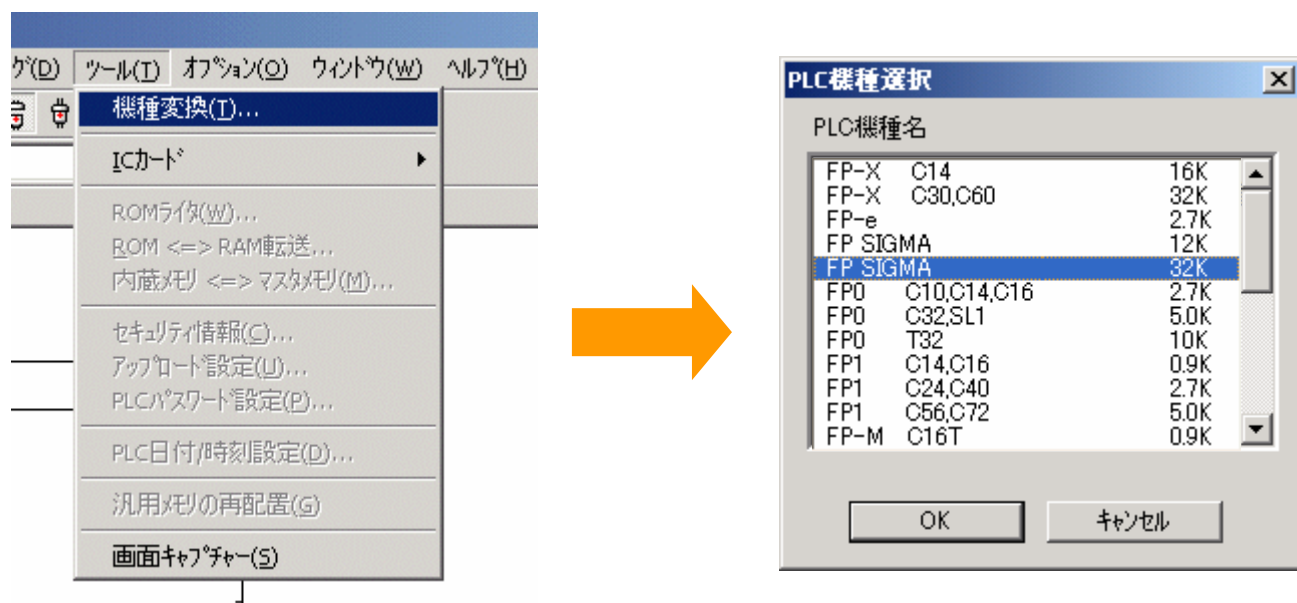 ｸﾞ(D) ﾂｰﾙ(T) ｵﾌﾟｼｮﾝ(O) ｳｨﾝﾄﾞｳ(W) ﾍﾙﾌﾟ(H)
機種変換(T)...
ICｶｰﾄﾞ
ROMﾗｲﾀ(W)...
ROM <=> RAM転送...
内蔵ﾒﾓﾘ <=> ﾏｽﾀﾒﾓﾘ(M)...
ｾｷｭﾘﾃｨ情報(C)...
ｱｯﾌﾟﾛｰﾄﾞ設定(U)...
PLCﾊﾟｽﾜｰﾄﾞ設定(P)...
PLC日付/時刻設定(D)...
汎用ﾒﾓﾘの再配置(G)
画面ｷｬﾌﾟﾁｬｰ(S)
PLC機種選択
PLC機種名
FP-X C14 16K
FP-X C30,C60 32K
FP-e 2.7K
FP SIGMA 12K
FP SIGMA 32K
FP0 C10,C14,C16 2.7K
FP0 C32,SL1 5.0K
FP0 T32 10K
FP1 C14,C16 0.9K
FP1 C24,C40 2.7K
FP1 C56,C72 5.0K
FP-M C16T 0.9K
OK ｷｬﾝｾﾙ